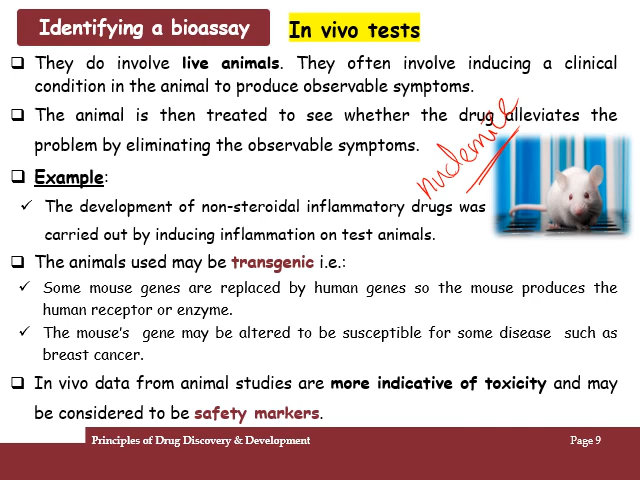 Identifying a bioassay
In vivo tests
❑ They do involve live animals. They often involve inducing a clinical
condition in the animal to produce observable symptoms.
❑ The animal is then treated to see whether the drug alleviates the
problem by eliminating the observable symptoms.
nudemice
❑ Example:
✓ The development of non-steroidal inflammatory drugs was
carried out by inducing inflammation on test animals.
❑ The animals used may be transgenic i.e.:
✓ Some mouse genes are replaced by human genes so the mouse produces the
human receptor or enzyme.
✓ The mouse's gene may be altered to be susceptible for some disease such as
breast cancer.
❑ In vivo data from animal studies are more indicative of toxicity and may
be considered to be safety markers.
Principles of Drug Discovery & Development
Page 9